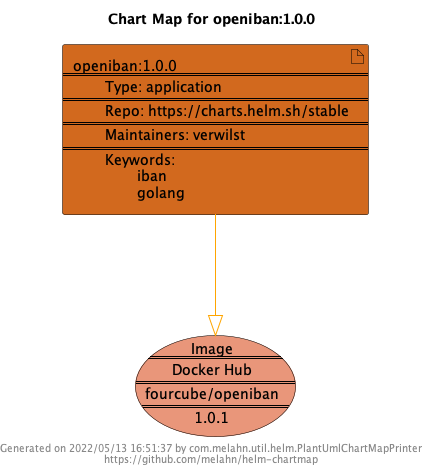 Chart Map for openiban:1.0.0
openiban:1.0.0
Type: application
Repo: https://charts.helm.sh/stable
Maintainers: verwilst
Keywords:
iban
golang
Image
Docker Hub
fourcube/openiban
1.0.1
Generated on 2022/05/13 16:51:37 by com.melahn.util.helm.PlantUmlChartMapPrinter
https://github.com/melahn/helm-chartmap